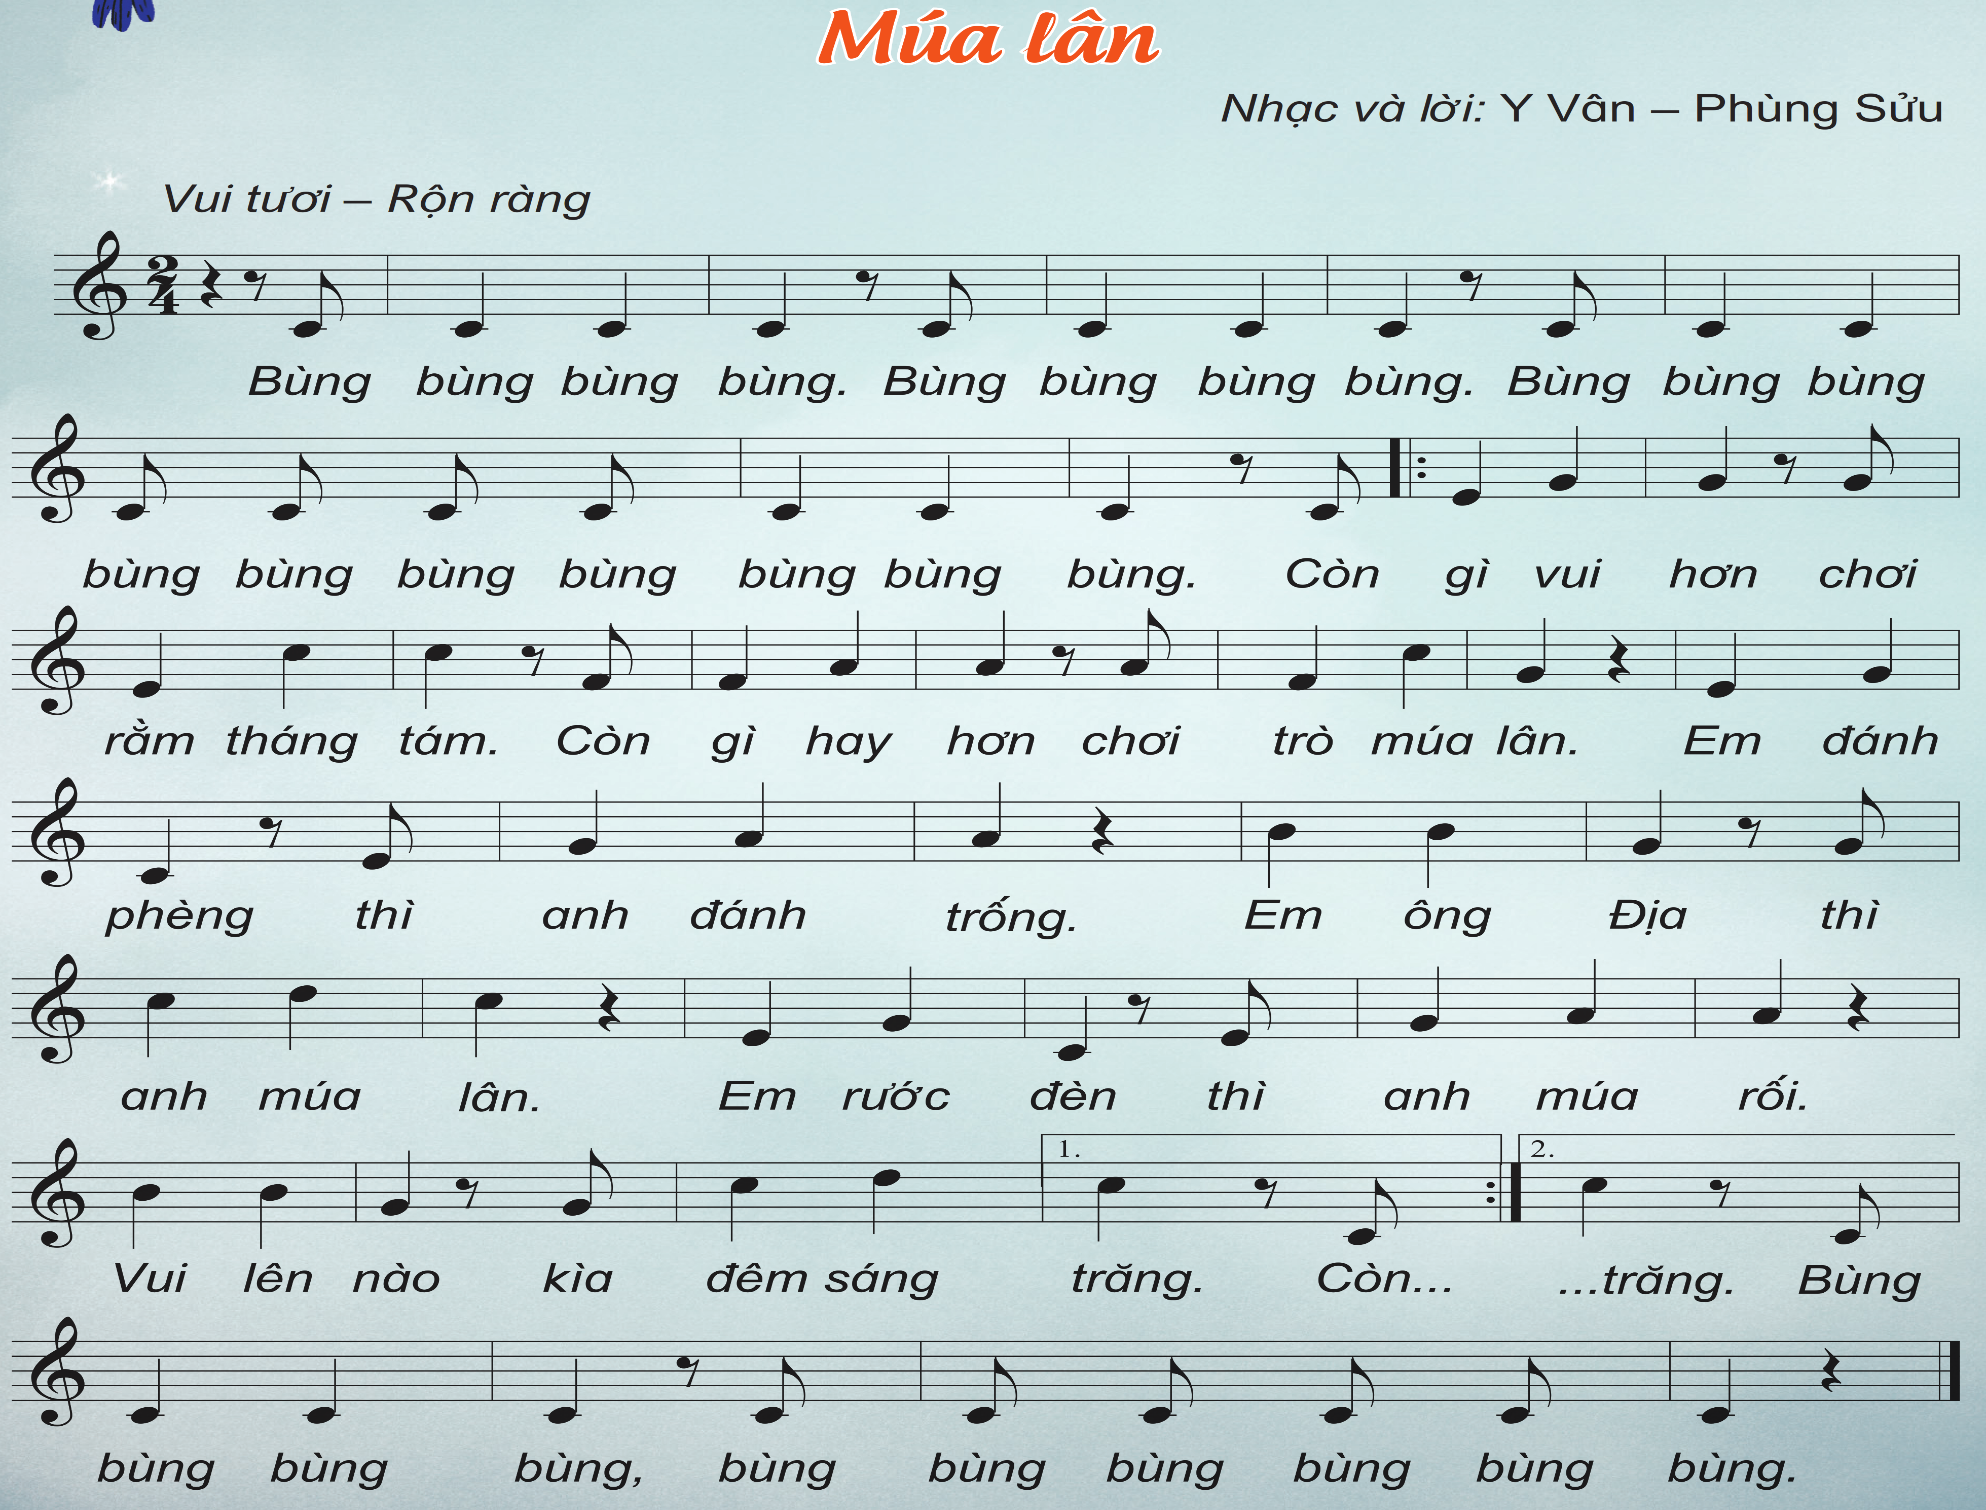 Múa lân
Nhạc và lời: Y Vân – Phùng Sửu
Vui tươi – Rộn ràng
2
4
Bùng bùng bùng bùng. Bùng bùng bùng bùng. Bùng bùng bùng
bùng bùng bùng bùng bùng bùng bùng. Còn gì vui hơn chơi
rằm tháng tám. Còn gì hay hơn chơi trò múa lân. Em đánh
phèng thì anh đánh trống. Em ông Địa thì
anh múa lân. Em rước đèn thì anh múa rối.
1. 2.
Vui lên nào kìa đêm sáng trăng. Còn... ...trăng. Bùng
bùng bùng bùng, bùng bùng bùng bùng bùng bùng.